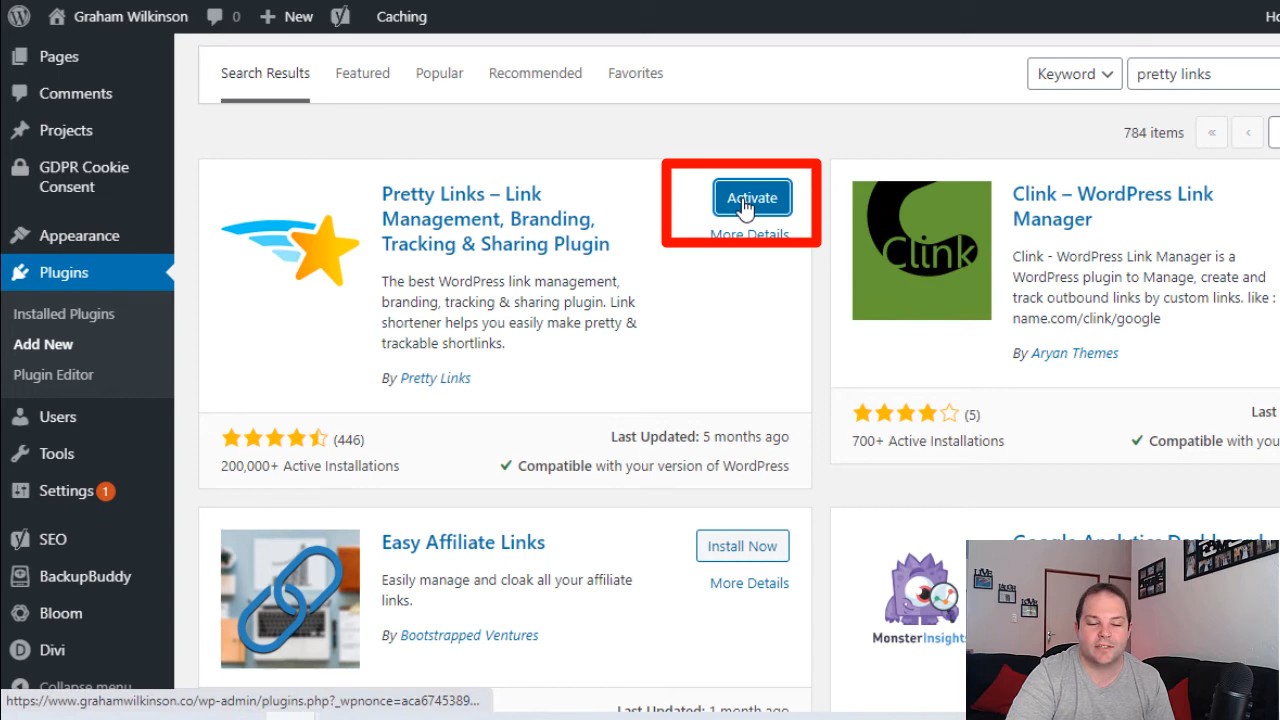 Graham Wilkinson 0 New Caching
Pages
Comments
Projects
GDPR Cookie
Consent
Appearance
Plugins
Installed Plugins
Add New
Plugin Editor
Users
Tools
Settings 1
SEO
BackupBuddy
Bloom
Divi
Collapse menu
Search Results Featured Popular Recommended Favorites
Keyword pretty links
784 items « ‹
Pretty Links – Link
Management, Branding,
Tracking & Sharing Plugin
Activate
More Details
The best WordPress link management,
branding, tracking & sharing plugin. Link
shortener helps you easily make pretty &
trackable shortlinks.
By Pretty Links
(446)
200,000+ Active Installations
Last Updated: 5 months ago
Compatible with your version of WordPress
Clink
Clink – WordPress Link
Manager
Clink - WordPress Link Manager is a
WordPress plugin to Manage, create and
track outbound links by custom links. like :
name.com/clink/google
By Aryan Themes
(5)
700+ Active Installations
Last
Compatible with you
Easy Affiliate Links
Install Now
More Details
Easily manage and cloak all your affiliate
links.
By Bootstrapped Ventures
Last Updated: 1 month ago
MonsterInsights
LIVE
LAUGH
LOVE
https://www.grahamwilkinson.co/wp-admin/plugins.php?_wpnonce=aca6745389...